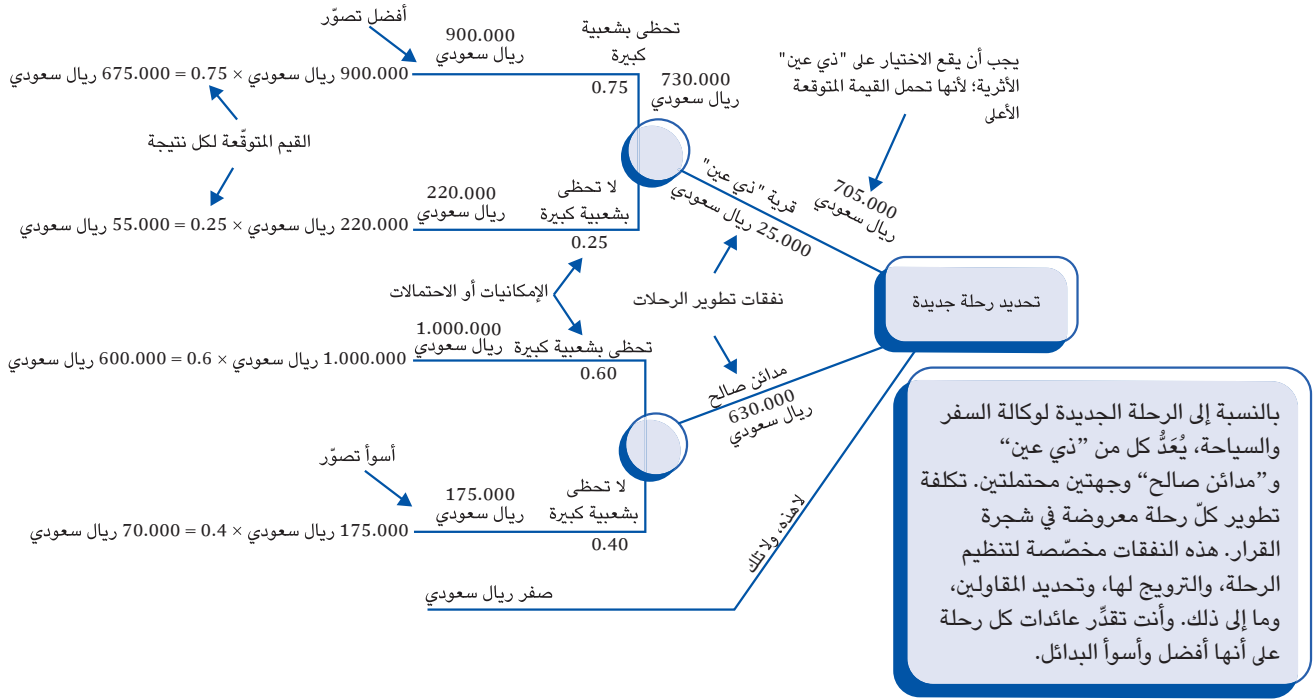 أفضل تصوّر
900.000
ريال سعودي
تحظى بشعبية
كبيرة
0.75
900.000 ريال سعودي × 0.75 = 675.000 ريال سعودي
730.000
ريال سعودي
يجب أن يقع الاختيار على "ذي عين"
الأثرية؛ لأنها تحمل القيمة المتوقعة
الأعلى
القيم المتوقّعة لكل نتيجة
قرية "ذي عين"
25.000 ريال سعودي
705.000
ريال سعودي
220.000
ريال سعودي
لا تحظى
بشعبية كبيرة
0.25
220.000 ريال سعودي × 0.25 = 55.000 ريال سعودي
الإمكانيات أو الاحتمالات
نفقات تطوير الرحلات
تحديد رحلة جديدة
1.000.000
ريال سعودي
تحظى بشعبية كبيرة
0.60
1.000.000 ريال سعودي × 0.6 = 600.000 ريال سعودي
مدائن صالح
630.000
ريال سعودي
أسوأ تصوّر
175.000
ريال سعودي
لا تحظى
بشعبية كبيرة
0.40
175.000 ريال سعودي × 0.4 = 70.000 ريال سعودي
لا هذه، ولا تلك
صفر ريال سعودي
بالنسبة إلى الرحلة الجديدة لوكالة السفر
والسياحة، يُعَدُّ كل من ”ذي عين“
و”مدائن صالح“ وجهتين محتملتين. تكلفة
تطوير كلّ رحلة معروضة في شجرة
القرار. هذه النفقات مخصّصة لتنظيم
الرحلة، والترويج لها، وتحديد المقاولين،
وما إلى ذلك. وأنت تقدِّر عائدات كل رحلة
على أنها أفضل وأسوأ البدائل.